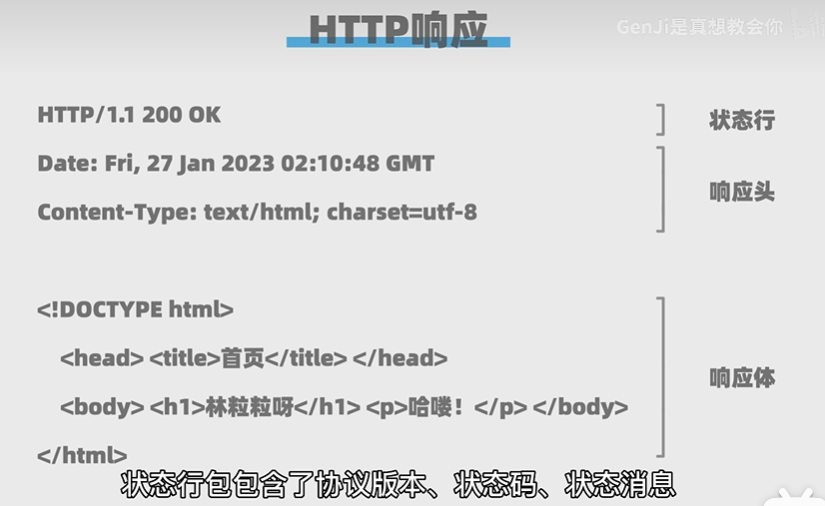 HTTP响应
GenJi是真想教会你
HTTP/1.1 200 OK
状态行
Date: Fri, 27 Jan 2023 02:10:48 GMT
响应头
Content-Type: text/html; charset=utf-8
<!DOCTYPE html>
<head> <title>首页</title> </head>
响应体
<body> <h1>林粒粒呀</h1> <p>哈喽！</p> </body>
</html>
状态行包包含了协议版本、状态码、状态消息